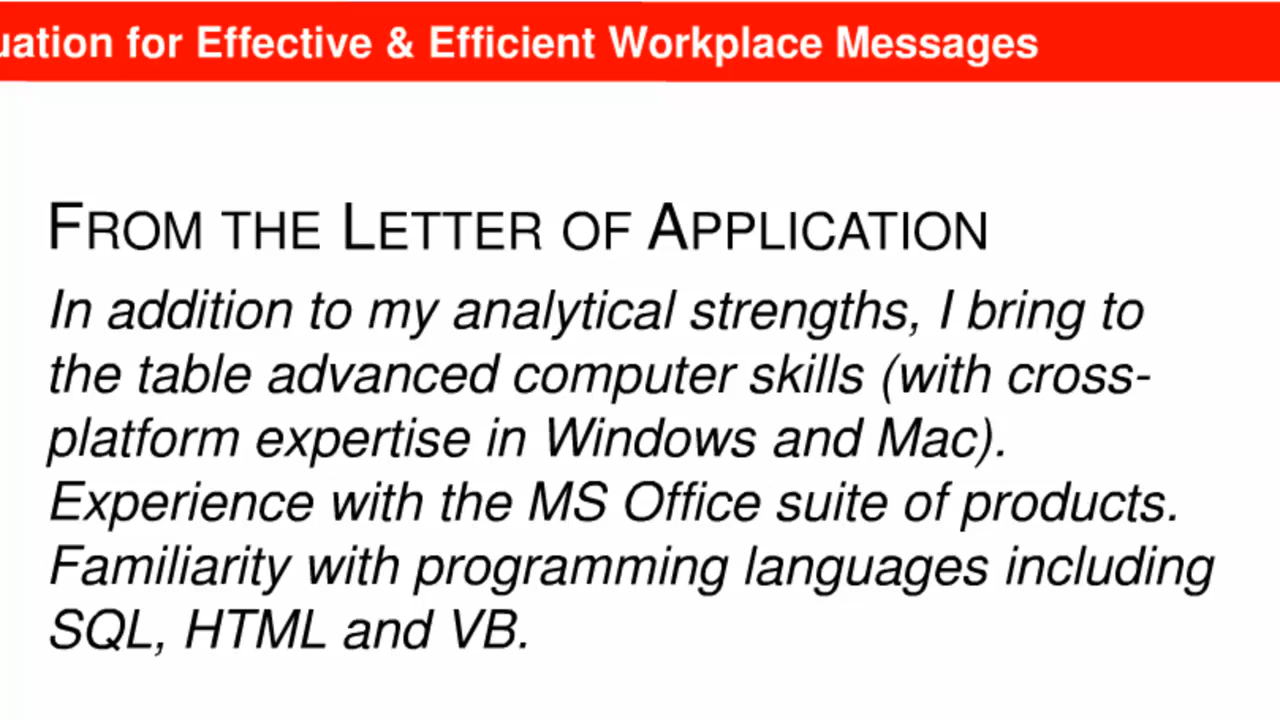 for Effective & Efficient Workplace Messages
FROM THE LETTER OF APPLICATION
In addition to my analytical strengths, I bring to
the table advanced computer skills (with cross-
platform expertise in Windows and Mac).
Experience with the MS Office suite of products.
Familiarity with programming languages including
SQL, HTML and VB.